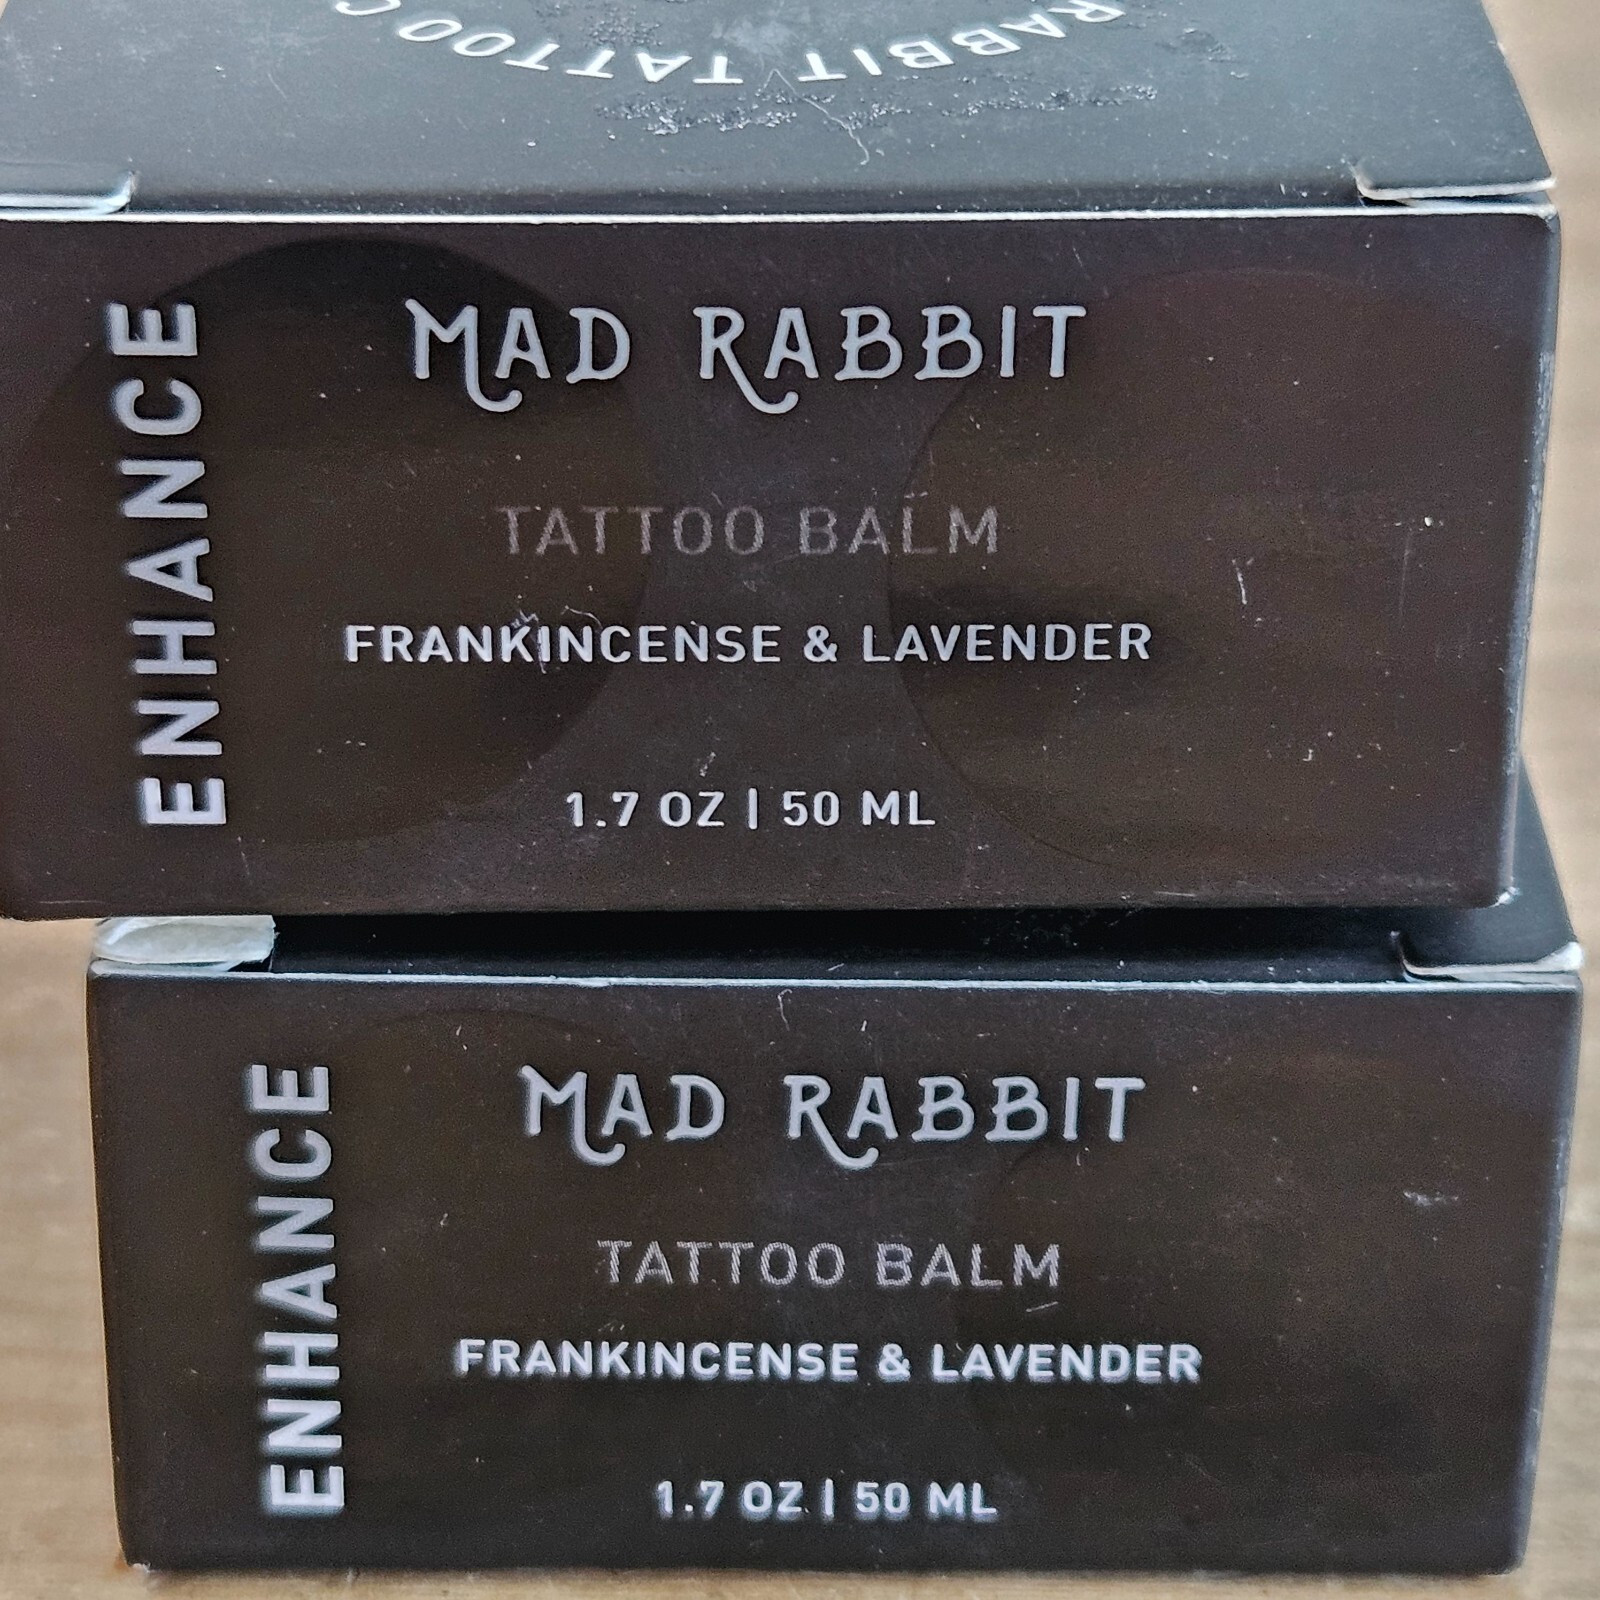 RABBIT TATTOO
ENHANCE
MAD RABBIT
TATTOO BALM
FRANKINCENSE & LAVENDER
1.7 OZ | 50 ML
ENHANCE
MAD RABBIT
TATTOO BALM
FRANKINCENSE & LAVENDER
1.7 OZ | 50 ML